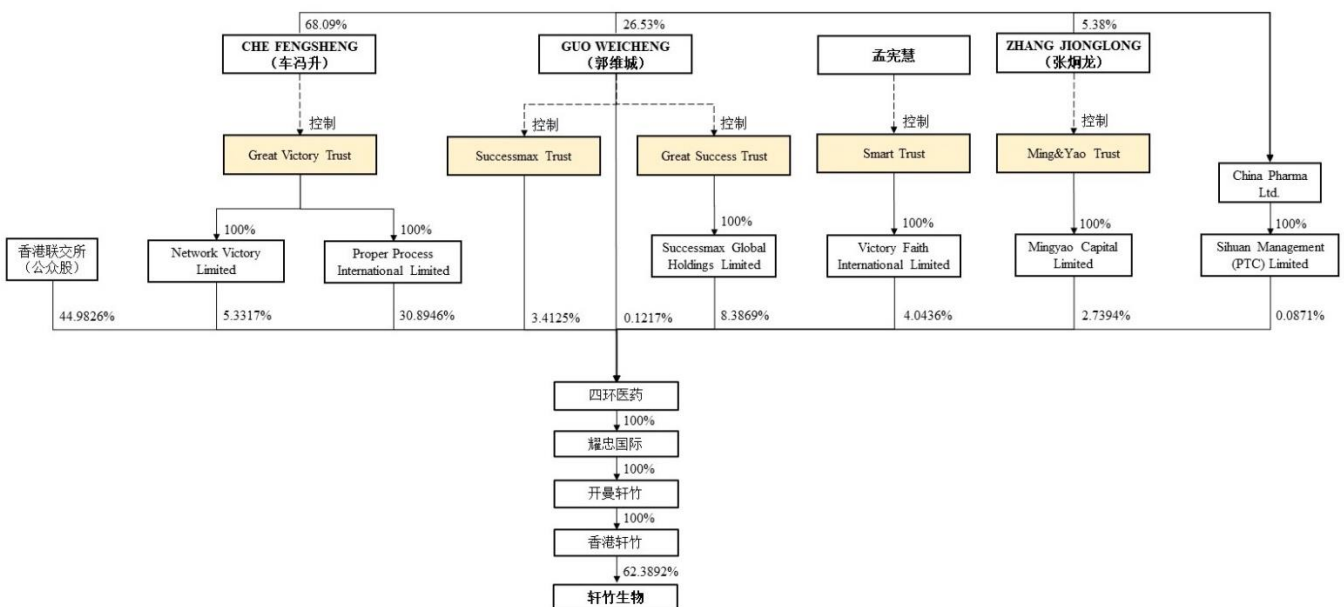 68.09%
26.53%
5.38%
CHE FENGSHENG
（车冯升）
GUO WEICHENG
（郭维城）
孟宪慧
ZHANG JIONGLONG
（张炯龙）
控制
控制
控制
控制
控制
Great Victory Trust
Successmax Trust
Great Success Trust
Smart Trust
Ming&Yao Trust
China Pharma
Ltd.
100%
100%
100%
100%
100%
100%
香港联交所
（公众股）
Network Victory
Limited
Proper Process
International Limited
Successmax Global
Holdings Limited
Victory Faith
International Limited
Mingyao Capital
Limited
Sihuan Management
(PTC) Limited
44.9826%
5.3317%
30.8946%
3.4125%
0.1217%
8.3869%
4.0436%
2.7394%
0.0871%
四环医药
100%
耀忠国际
100%
开曼轩竹
100%
香港轩竹
62.3892%
轩竹生物